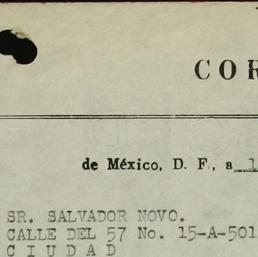 COR
de México, D. F., a 1
SR. SALVADOR NOVO.
CALLE DEL 57 No. 15-A-501
CIUDAD